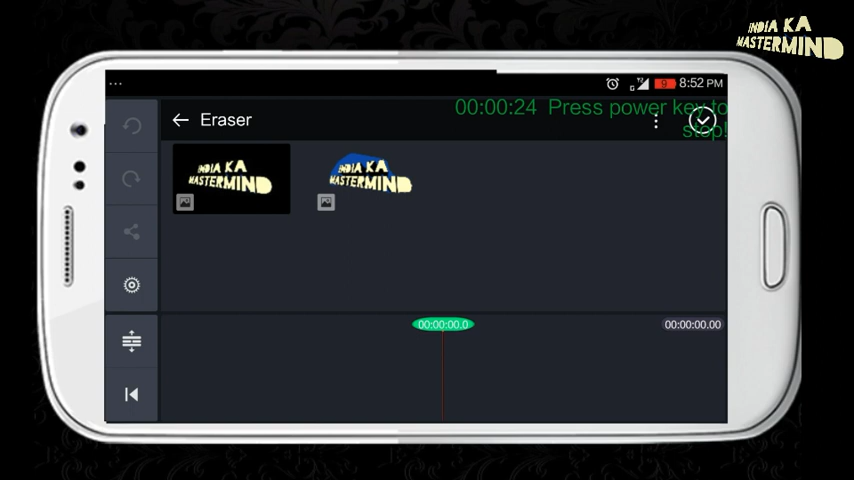 INDIA KA
MASTERMIND
...
G 8:52 PM
00:00:24 Press power key to
stop!
Eraser
INDIA KA
MASTERMIND
INDIA KA
MASTERMIND
00:00:00.0
00:00:00.00